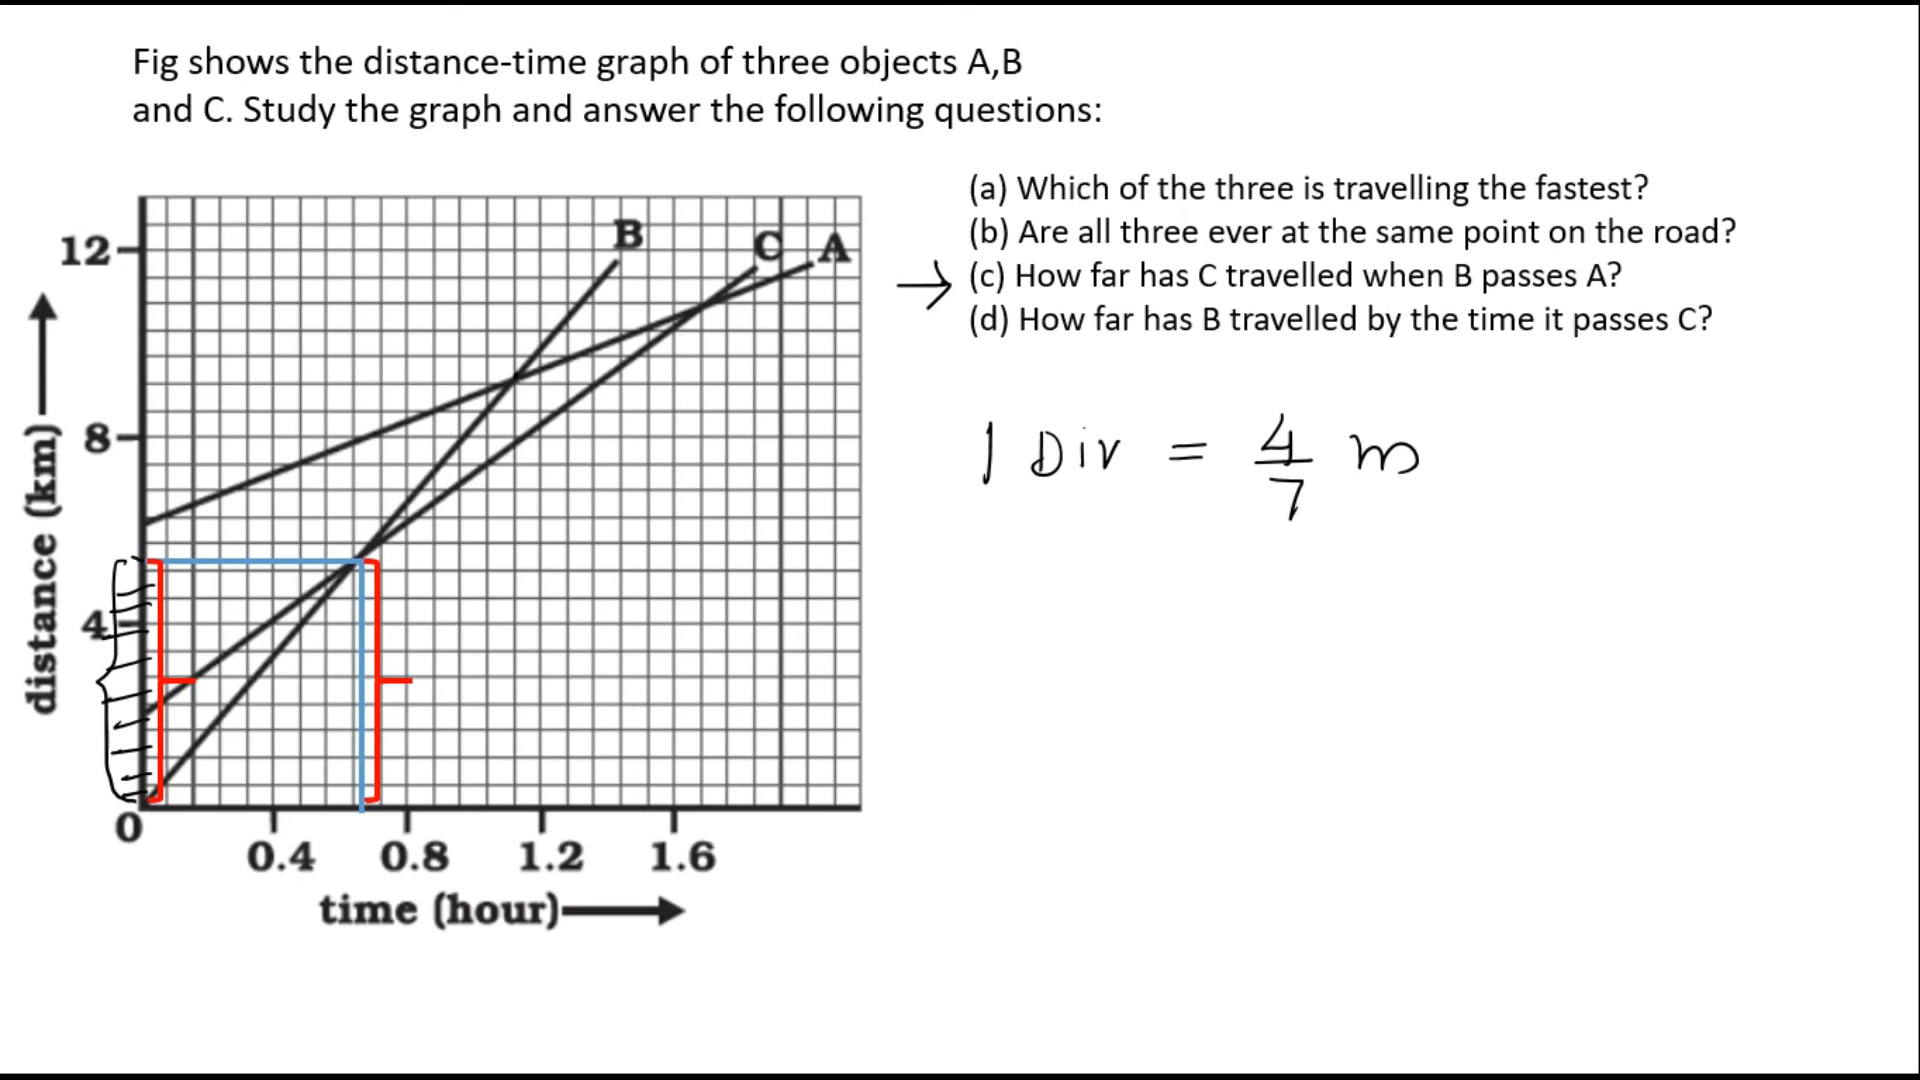 Fig shows the distance-time graph of three objects A,B
and C. Study the graph and answer the following questions:
(a) Which of the three is travelling the fastest?
(b) Are all three ever at the same point on the road?
(c) How far has C travelled when B passes A?
(d) How far has B travelled by the time it passes C?
B
C A
12
8
4
0
distance (km)
0.4 0.8 1.2 1.6
time (hour)
1 Div = 4/7 m